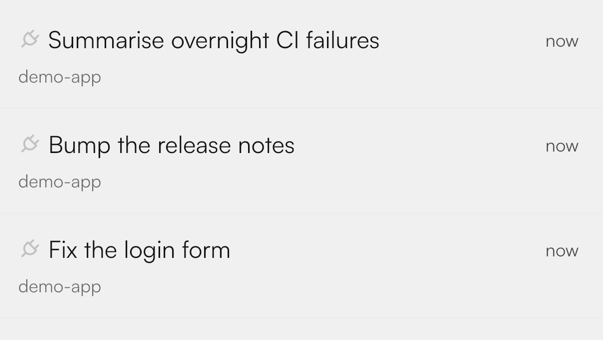 Summarise overnight CI failures
now
demo-app
Bump the release notes
now
demo-app
Fix the login form
now
demo-app